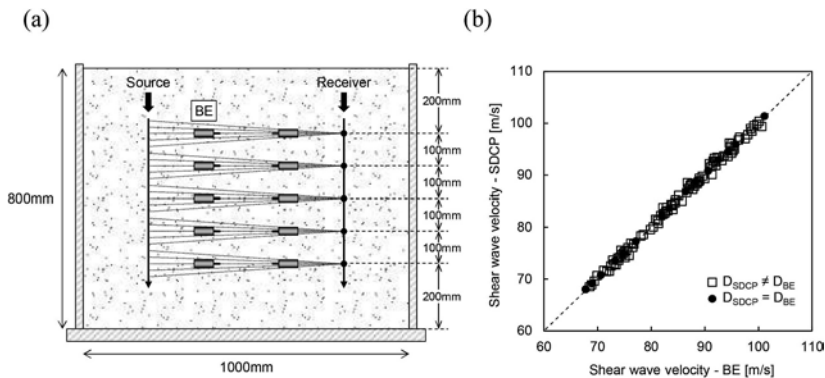 (a)
Source
Receiver
BE
200mm
100mm
100mm
100mm
100mm
200mm
800mm
1000mm
(b)
Shear wave velocity - SDCP [m/s]
110
100
90
80
70
60
60
70
80
90
100
110
Shear wave velocity - BE [m/s]
D_SDCP ≠ D_BE
D_SDCP = D_BE